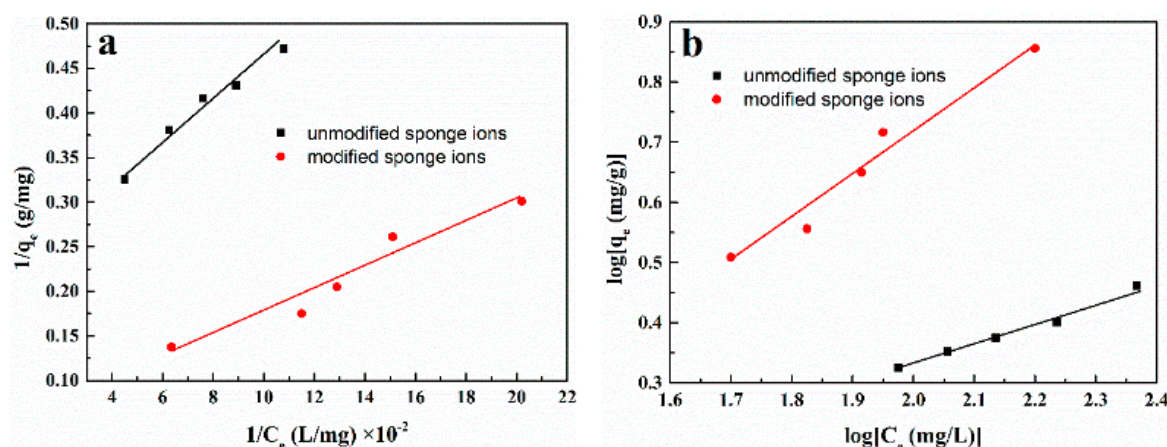 a
0.50
0.45
0.40
0.35
0.30
0.25
0.20
0.15
0.10
1/qe (g/mg)
unmodified sponge ions
modified sponge ions
4 6 8 10 12 14 16 18 20 22
1/Ce (L/mg) ×10-2
b
0.9
0.8
0.7
0.6
0.5
0.4
0.3
log[qe (mg/g)]
unmodified sponge ions
modified sponge ions
1.6 1.7 1.8 1.9 2.0 2.1 2.2 2.3 2.4
log[Ce (mg/L)]